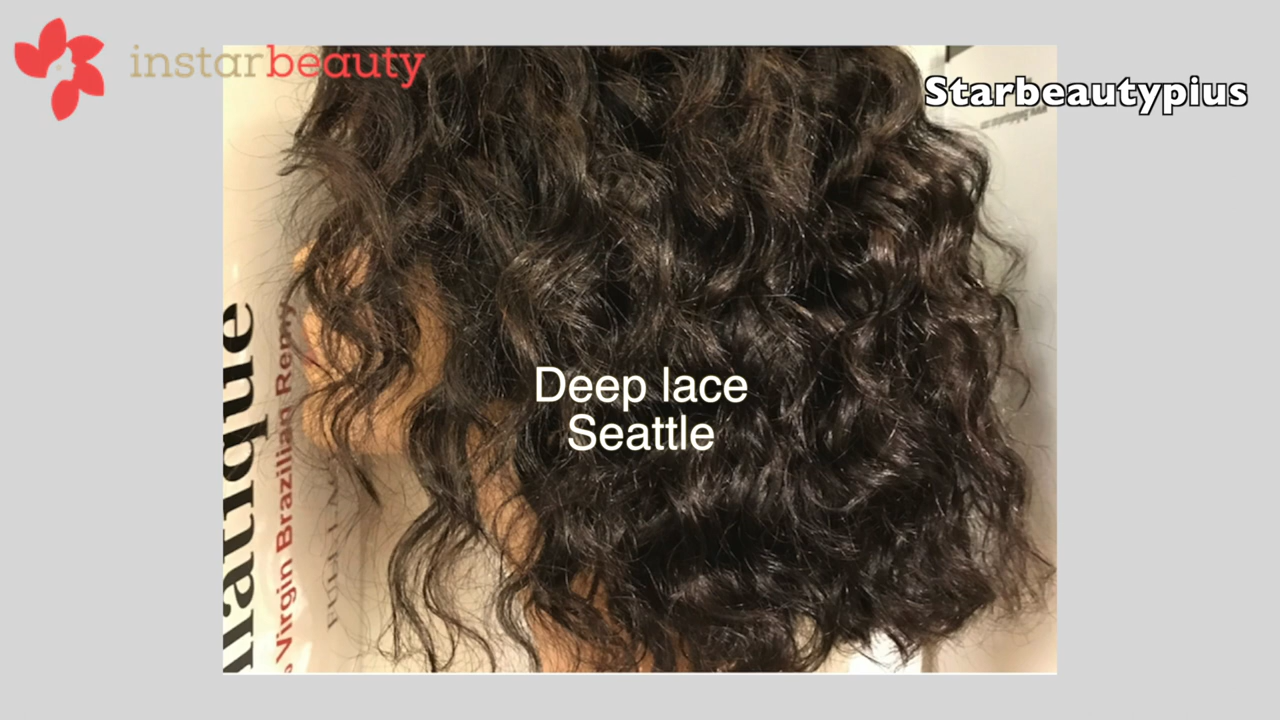 instarbeauty
Starbeautypius
Deep lace
Seattle
Virgin Brazilian Remy